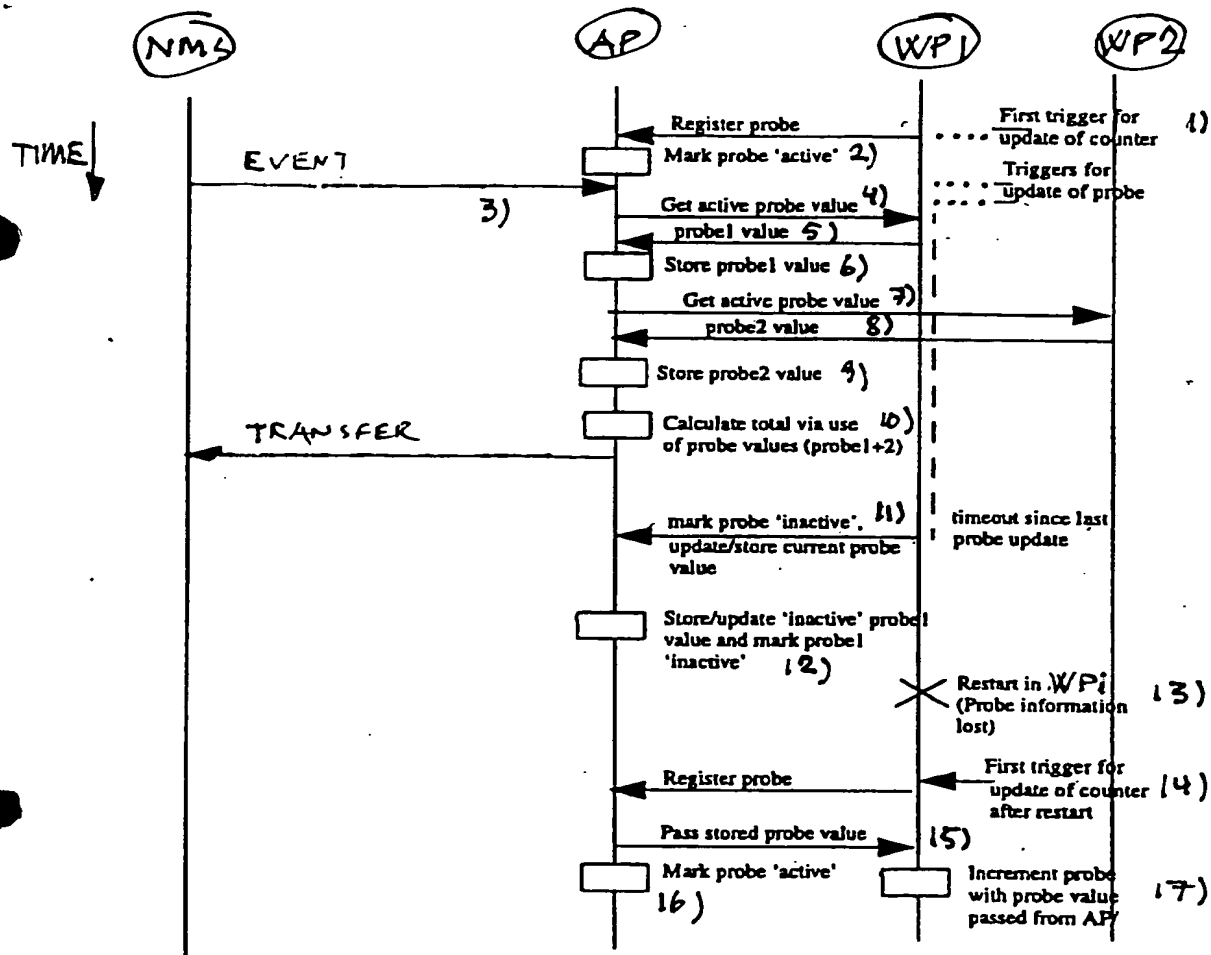 NMS
AP
WP1
WP2
TIME
Register probe
First trigger for
update of counter
1)
Mark probe 'active' 2)
Triggers for
update of probe
EVENT
3)
Get active probe value 4)
probe1 value 5)
Store probe1 value 6)
Get active probe value 7)
probe2 value 8)
Store probe2 value 9)
Calculate total via use 10)
of probe values (probe1+2)
TRANSFER
mark probe 'inactive', 11)
update/store current probe
value
timeout since last
probe update
Store/update 'inactive' probe1
value and mark probe1
'inactive' 12)
Restart in WPi
(Probe information
lost)
13)
Register probe
First trigger for
update of counter
after restart
14)
Pass stored probe value
15)
Mark probe 'active'
16)
Increment probe
with probe value
passed from AP/
17)